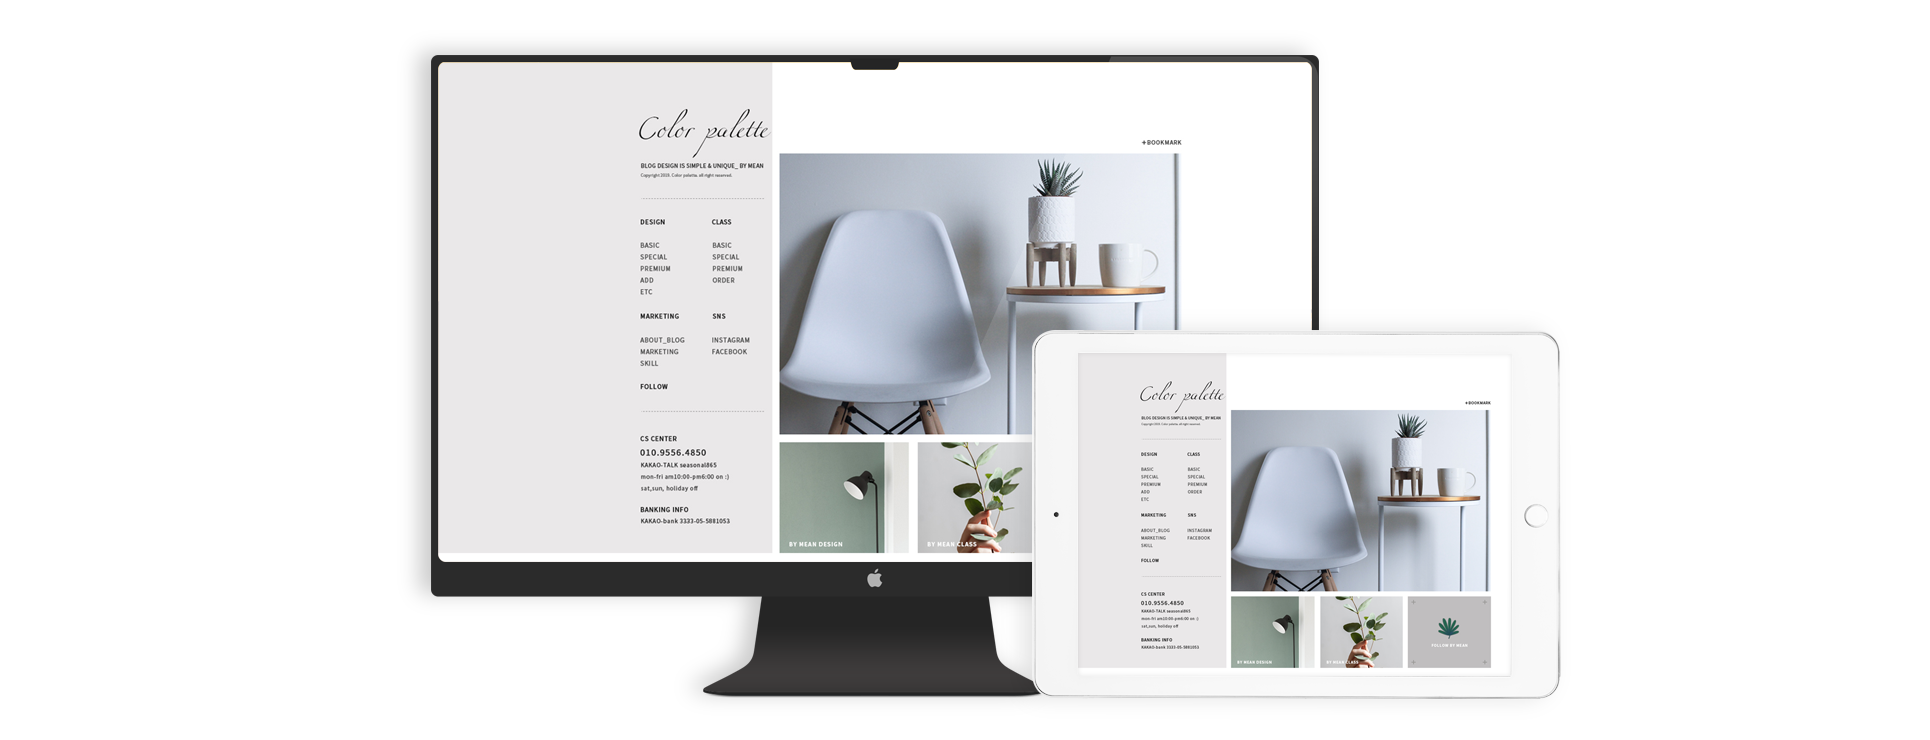 Color palette
BLOG DESIGN IS SIMPLE & UNIQUE_ BY MEAN
Copyright 2019. Color palette. all right reserved.
DESIGN
BASIC
SPECIAL
PREMIUM
ADD
ETC
CLASS
BASIC
SPECIAL
PREMIUM
ORDER
MARKETING
ABOUT_BLOG
MARKETING
SKILL
SNS
INSTAGRAM
FACEBOOK
FOLLOW
CS CENTER
010.9556.4850
KAKAO-TALK seasonal865
mon-fri am10:00-pm6:00 on :)
sat,sun, holiday off
BANKING INFO
KAKAO-bank 3333-05-5881053
+BOOKMARK
BY MEAN DESIGN
BY MEAN CLASS
Color palette
BLOG DESIGN IS SIMPLE & UNIQUE_ BY MEAN
Copyright 2019. Color palette. all right reserved.
DESIGN
BASIC
SPECIAL
PREMIUM
ADD
ETC
CLASS
BASIC
SPECIAL
PREMIUM
ORDER
MARKETING
ABOUT_BLOG
MARKETING
SKILL
SNS
INSTAGRAM
FACEBOOK
FOLLOW
CS CENTER
010.9556.4850
KAKAO-TALK seasonal865
mon-fri am10:00-pm6:00 on :)
sat,sun, holiday off
BANKING INFO
KAKAO-bank 3333-05-5881053
+BOOKMARK
BY MEAN DESIGN
BY MEAN CLASS
FOLLOW BY MEAN